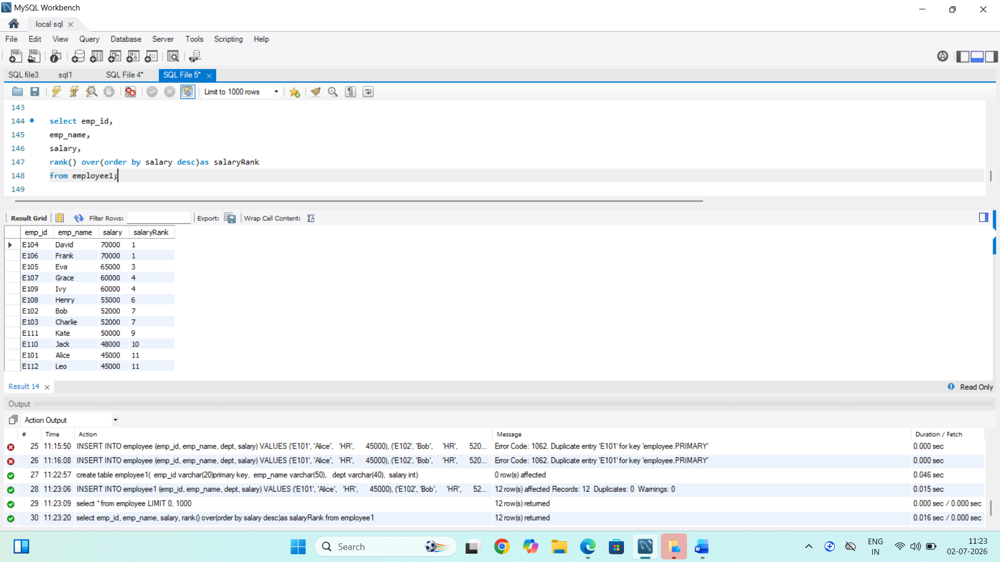 MySQL Workbench
local sql
File Edit View Query Database Server Tools Scripting Help
SQL file3 sql1 SQL File 4* SQL File 5*
Limit to 1000 rows
143
144 select emp_id,
145 emp_name,
146 salary,
147 rank() over(order by salary desc)as salaryRank
148 from employee1;
149
Result Grid Filter Rows: Export: Wrap Cell Content:
emp_id emp_name salary salaryRank
E104 David 70000 1
E106 Frank 70000 1
E105 Eva 65000 3
E107 Grace 60000 4
E109 Ivy 60000 4
E108 Henry 55000 6
E102 Bob 52000 7
E103 Charlie 52000 7
E111 Kate 50000 9
E110 Jack 48000 10
E101 Alice 45000 11
E112 Leo 45000 11
Result 14 Read Only
Output
Action Output
# Time Action Message Duration / Fetch
25 11:15:50 INSERT INTO employee (emp_id, emp_name, dept, salary) VALUES ('E101', 'Alice', 'HR', 45000), ('E102', 'Bob', 'HR', 520... Error Code: 1062. Duplicate entry 'E101' for key 'employee.PRIMARY' 0.000 sec
26 11:16:08 INSERT INTO employee (emp_id, emp_name, dept, salary) VALUES ('E101', 'Alice', 'HR', 45000), ('E102', 'Bob', 'HR', 520... Error Code: 1062. Duplicate entry 'E101' for key 'employee.PRIMARY' 0.000 sec
27 11:22:57 create table employee1( emp_id varchar(20)primary key, emp_name varchar(50), dept varchar(40), salary int) 0 row(s) affected 0.046 sec
28 11:23:06 INSERT INTO employee1 (emp_id, emp_name, dept, salary) VALUES ('E101', 'Alice', 'HR', 45000), ('E102', 'Bob', 'HR', 52... 12 row(s) affected Records: 12 Duplicates: 0 Warnings: 0 0.015 sec
29 11:23:09 select * from employee LIMIT 0, 1000 12 row(s) returned 0.000 sec / 0.000 sec
30 11:23:20 select emp_id, emp_name, salary, rank() over(order by salary desc)as salaryRank from employee1 12 row(s) returned 0.016 sec / 0.000 sec
Search
ENG
IN
11:23
02-07-2026